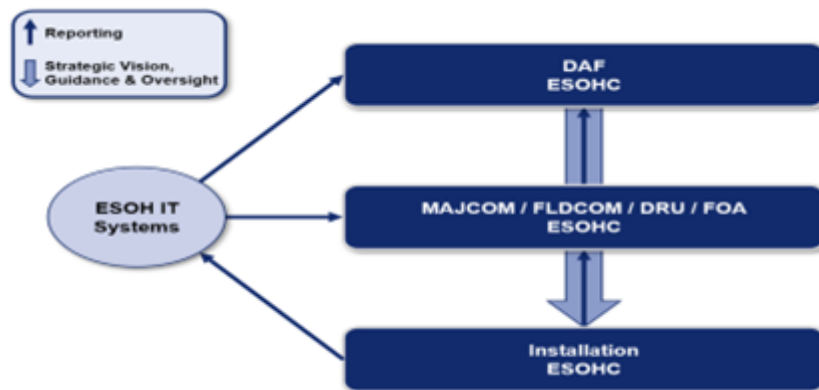 Reporting
Strategic Vision,
Guidance & Oversight
DAF
ESOHC
ESOH IT
Systems
MAJCOM / FLDCOM / DRU / FOA
ESOHC
Installation
ESOHC